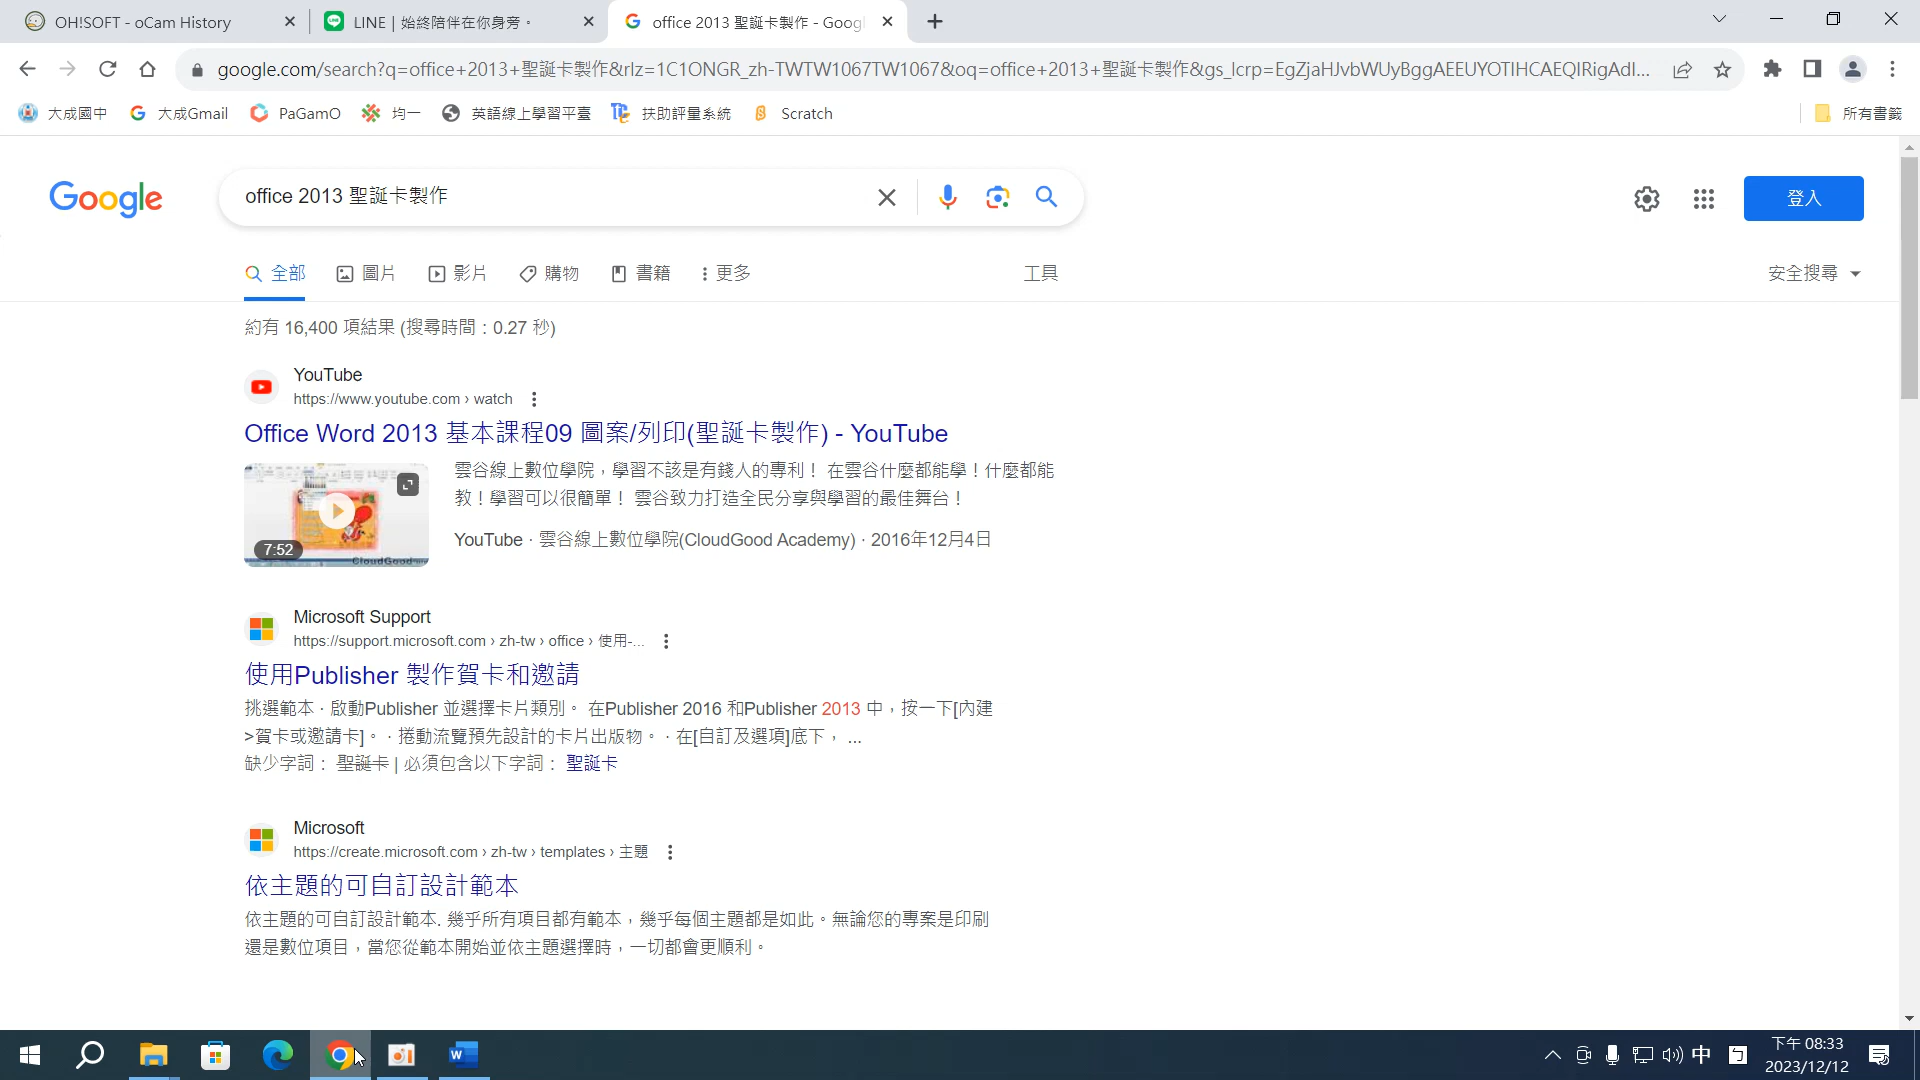 OH!SOFT - oCam History
LINE | 始終陪伴在你身旁。
office 2013 聖誕卡製作 - Goog
google.com/search?q=office+2013+聖誕卡製作&rlz=1C1ONGR_zh-TWTW1067TW1067&oq=office+2013+聖誕卡製作&gs_lcrp=EgZjaHJvbWUyBggAEEUYOTIHCAEQIRigAdI...
大成國中
大成Gmail
PaGamO
均一
英語線上學習平臺
扶助評量系統
Scratch
所有書籤
Google
office 2013 聖誕卡製作
登入
全部
圖片
影片
購物
書籍
更多
工具
安全搜尋
約有 16,400 項結果 (搜尋時間：0.27 秒)
YouTube
https://www.youtube.com › watch
Office Word 2013 基本課程09 圖案/列印(聖誕卡製作) - YouTube
雲谷線上數位學院，學習不該是有錢人的專利！ 在雲谷什麼都能學！什麼都能
教！學習可以很簡單！ 雲谷致力打造全民分享與學習的最佳舞台！
7:52
CloudGood
YouTube · 雲谷線上數位學院(CloudGood Academy) · 2016年12月4日
Microsoft Support
https://support.microsoft.com › zh-tw › office › 使用-...
使用Publisher 製作賀卡和邀請
挑選範本 · 啟動Publisher 並選擇卡片類別。 在Publisher 2016 和Publisher 2013 中，按一下[內建
>賀卡或邀請卡]。 · 捲動流覽預先設計的卡片出版物。 · 在[自訂及選項]底下， ...
缺少字詞： 聖誕卡 | 必須包含以下字詞： 聖誕卡
Microsoft
https://create.microsoft.com › zh-tw › templates › 主題
依主題的可自訂設計範本
依主題的可自訂設計範本. 幾乎所有項目都有範本，幾乎每個主題都是如此。無論您的專案是印刷
還是數位項目，當您從範本開始並依主題選擇時，一切都會更順利。
中
下午 08:33
2023/12/12